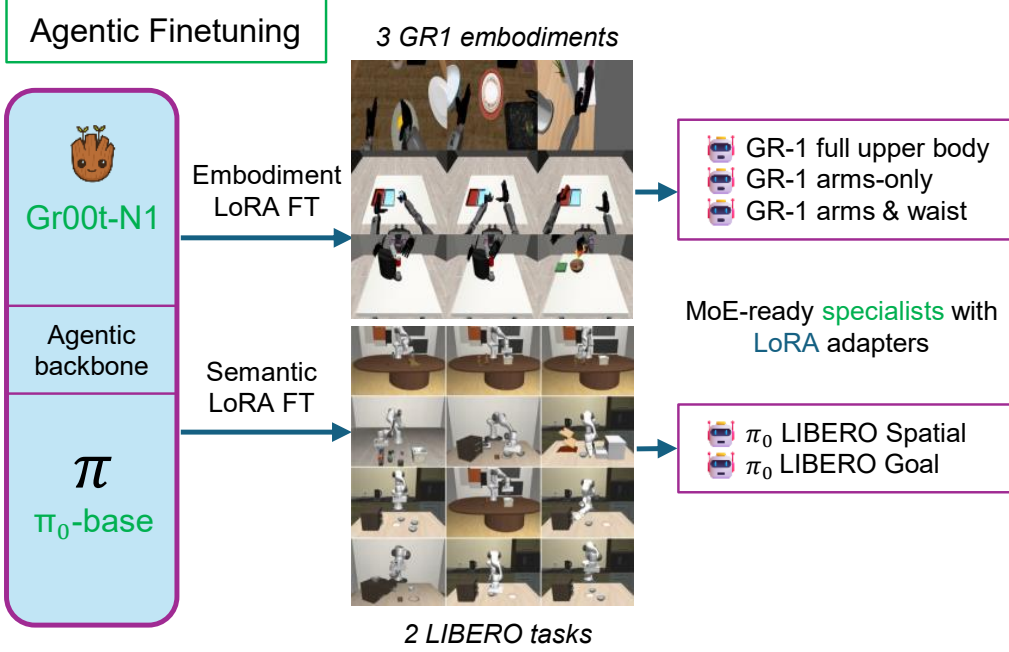 Agentic Finetuning
3 GR1 embodiments
Gr00t-N1
Agentic
backbone
π
π₀-base
Embodiment
LoRA FT
Semantic
LoRA FT
GR-1 full upper body
GR-1 arms-only
GR-1 arms & waist
MoE-ready specialists with
LoRA adapters
π₀ LIBERO Spatial
π₀ LIBERO Goal
2 LIBERO tasks